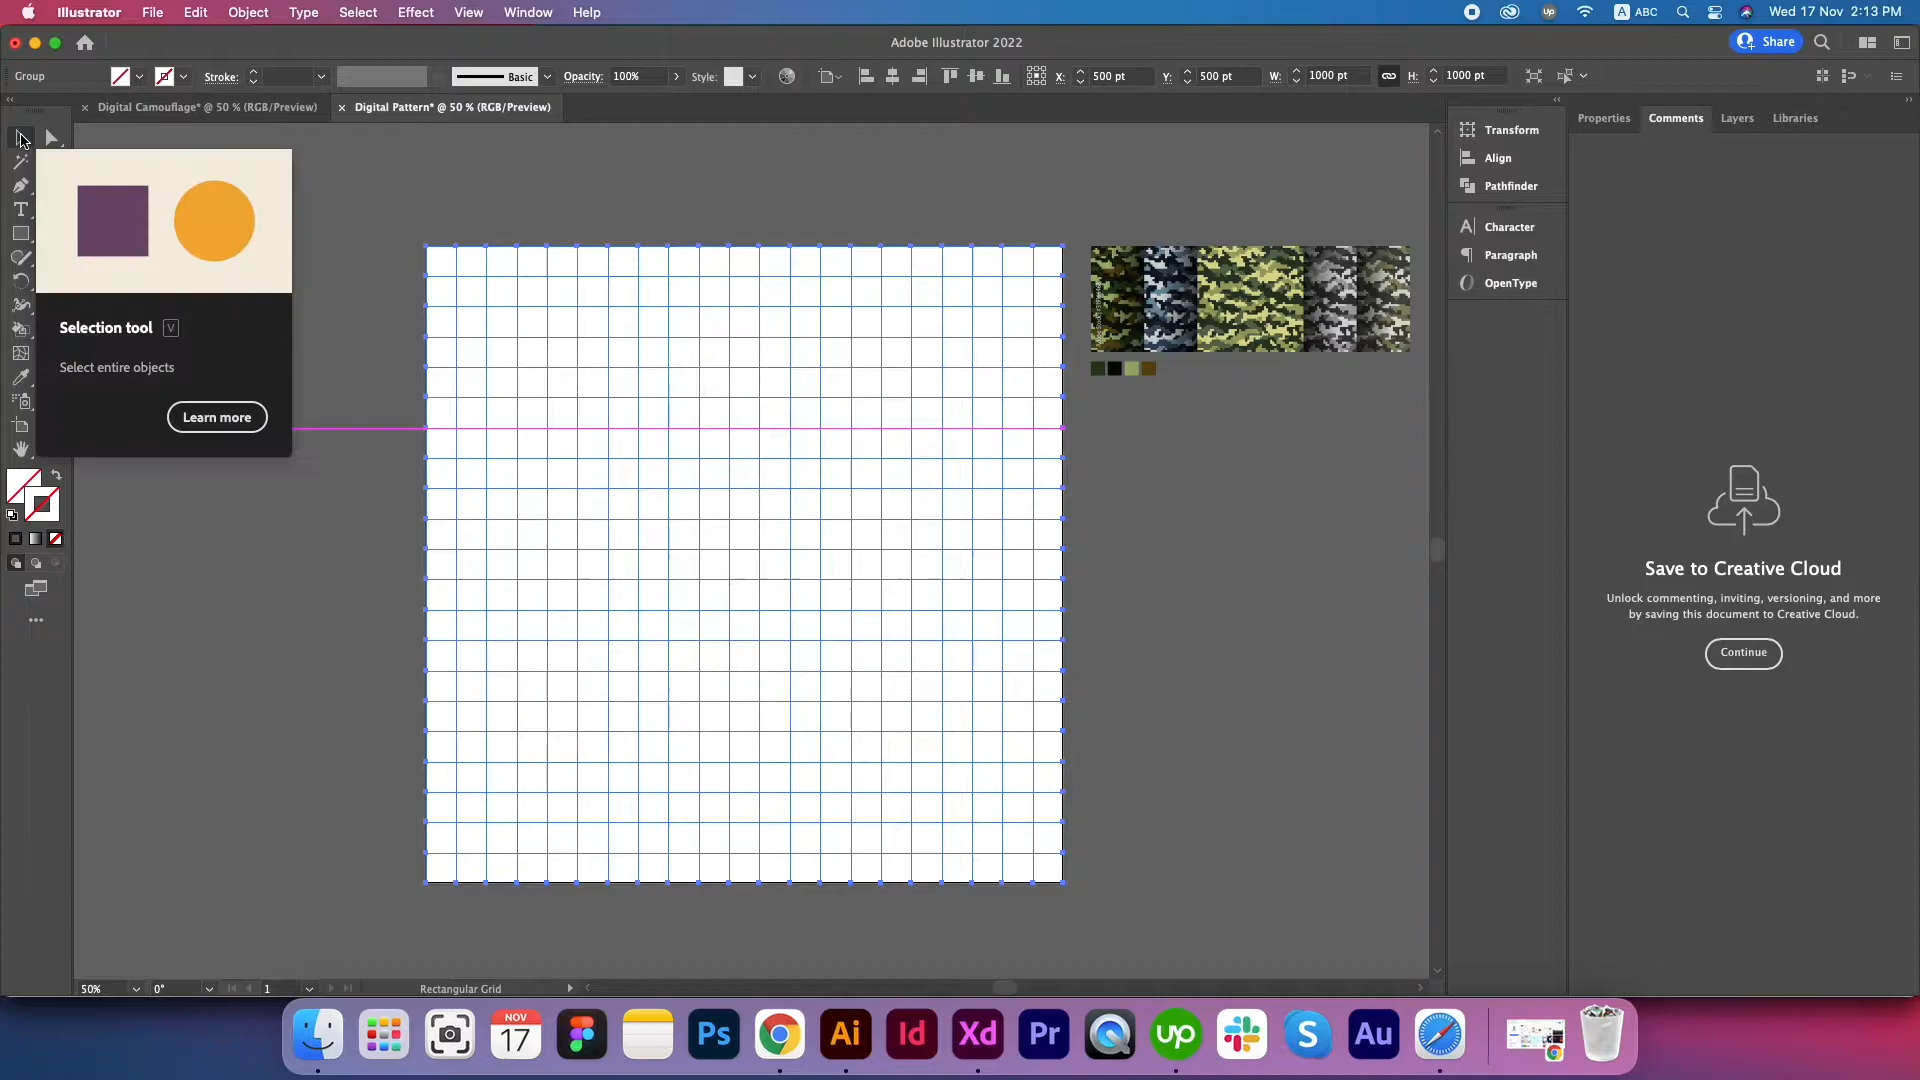 Illustrator File Edit Object Type Select Effect View Window Help
up A ABC Wed 17 Nov 2:13 PM
Adobe Illustrator 2022
Share
Group
Stroke:
Basic
Opacity: 100%
Style:
X: 500 pt
Y: 500 pt
W: 1000 pt
H: 1000 pt
× Digital Camouflage* @ 50 % (RGB/Preview)
× Digital Pattern* @ 50 % (RGB/Preview)
Transform
Align
Pathfinder
Character
Paragraph
OpenType
Properties Comments Layers Libraries
Selection tool V
Select entire objects
Learn more
Save to Creative Cloud
Unlock commenting, inviting, versioning, and more
by saving this document to Creative Cloud.
Continue
50% 0° 1 Rectangular Grid
NOV
17
Ps
Ai
Id
Xd
Pr
up
S
Au